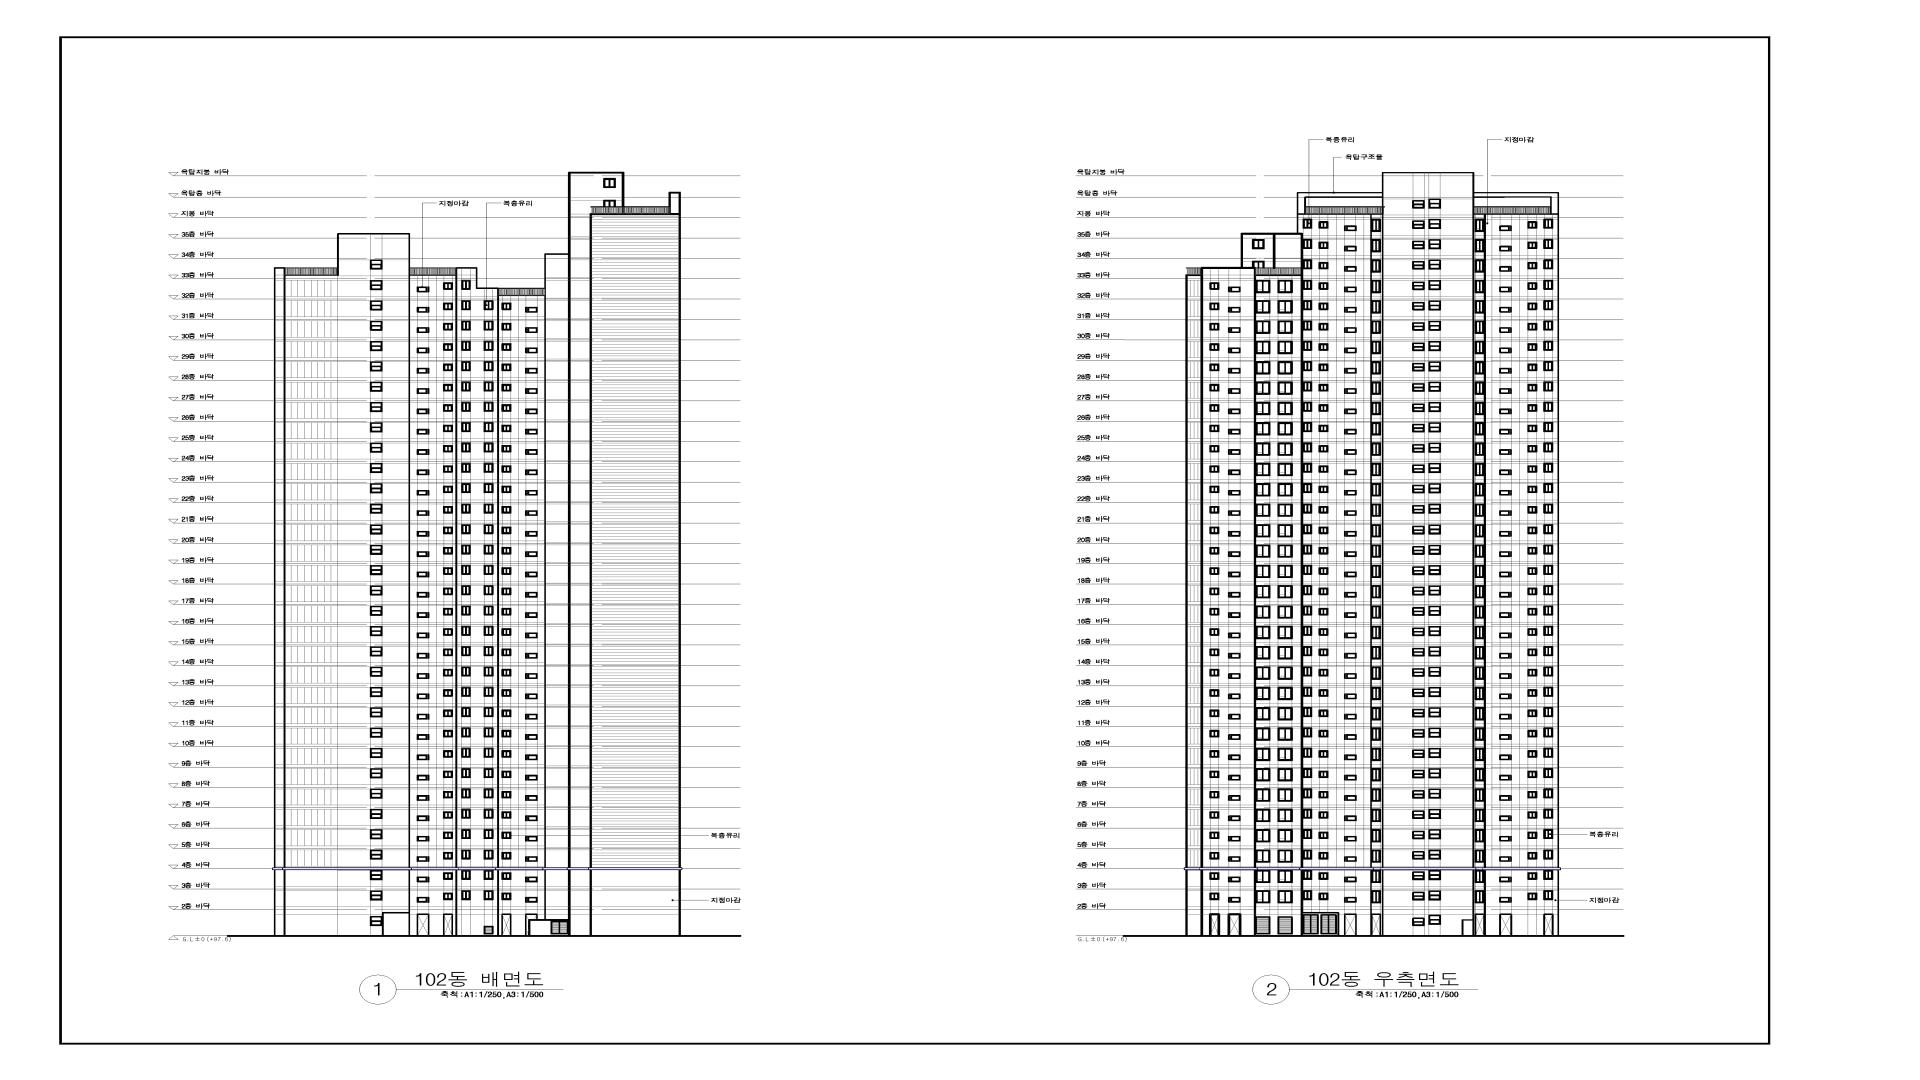 옥탑지붕 바닥
옥탑층 바닥
지붕 바닥
35층 바닥
34층 바닥
33층 바닥
32층 바닥
31층 바닥
30층 바닥
29층 바닥
28층 바닥
27층 바닥
26층 바닥
25층 바닥
24층 바닥
23층 바닥
22층 바닥
21층 바닥
20층 바닥
19층 바닥
18층 바닥
17층 바닥
16층 바닥
15층 바닥
14층 바닥
13층 바닥
12층 바닥
11층 바닥
10층 바닥
9층 바닥
8층 바닥
7층 바닥
6층 바닥
5층 바닥
4층 바닥
3층 바닥
2층 바닥
G.L±0(+97.6)
지정마감
복층유리
복층유리
지정마감
1
102동 배면도
축척 : A1: 1/250, A3: 1/500
복층유리
지정마감
옥탑구조물
옥탑지붕 바닥
옥탑층 바닥
지붕 바닥
35층 바닥
34층 바닥
33층 바닥
32층 바닥
31층 바닥
30층 바닥
29층 바닥
28층 바닥
27층 바닥
26층 바닥
25층 바닥
24층 바닥
23층 바닥
22층 바닥
21층 바닥
20층 바닥
19층 바닥
18층 바닥
17층 바닥
16층 바닥
15층 바닥
14층 바닥
13층 바닥
12층 바닥
11층 바닥
10층 바닥
9층 바닥
8층 바닥
7층 바닥
6층 바닥
5층 바닥
4층 바닥
3층 바닥
2층 바닥
G.L±0(+97.6)
복층유리
지정마감
2
102동 우측면도
축척 : A1: 1/250, A3: 1/500